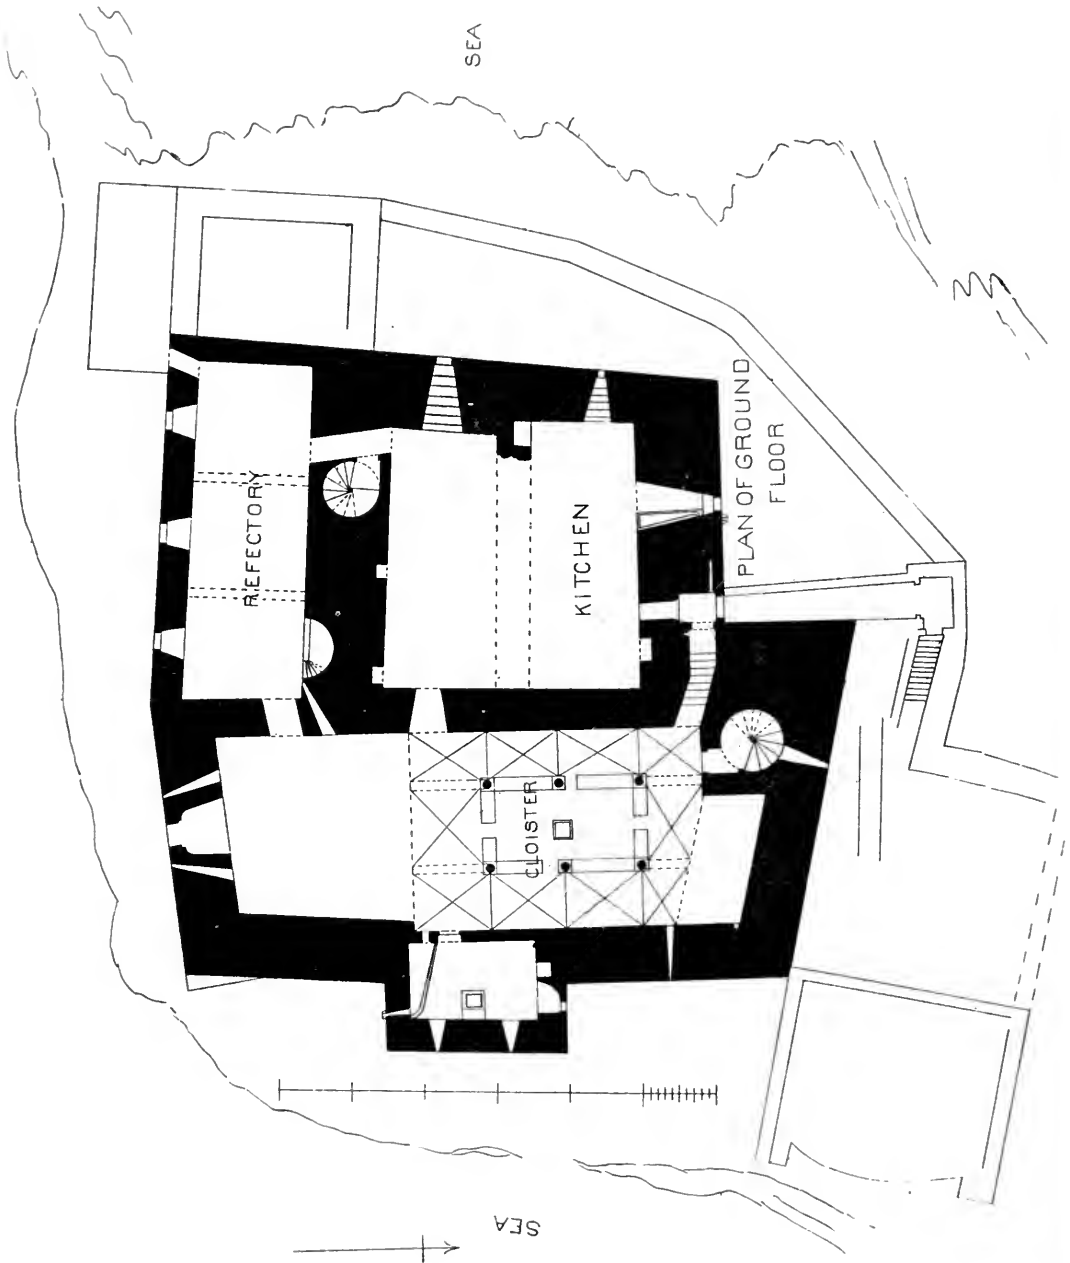 SEA
REFECTORY
KITCHEN
PLAN OF GROUND
FLOOR
CLOISTER
SEA